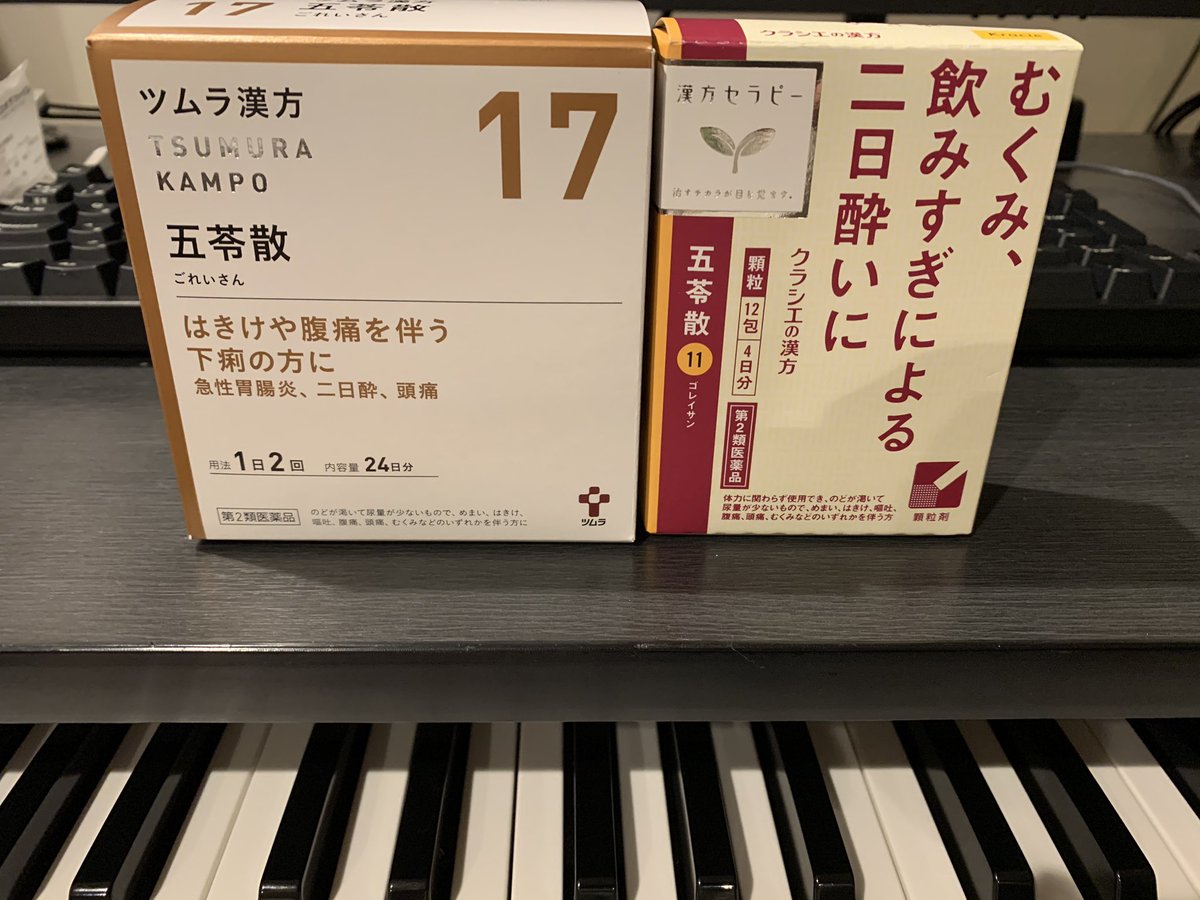 17
五苓散
ごれいさん
ツムラ漢方
TSUMURA
KAMPO
17
五苓散
ごれいさん
はきけや腹痛を伴う
下痢の方に
急性胃腸炎、二日酔、頭痛
用法 1日2回 内容量 24日分
第2類医薬品
のどが渇いて尿量が少ないもので、めまい、はきけ、
嘔吐、腹痛、頭痛、むくみなどのいずれかを伴う方に
ツムラ
クラシエの漢方
Kracie
漢方セラピー
治すチカラが目を覚ます。
むくみ、
飲みすぎによる
二日酔いに
クラシエの漢方
顆粒 12包 4日分
第2類医薬品
五苓散
11
ゴレイサン
体力に関わらず使用でき、のどが渇いて
尿量が少ないもので、めまい、はきけ、嘔吐、
腹痛、頭痛、むくみなどのいずれかを伴う方
顆粒剤